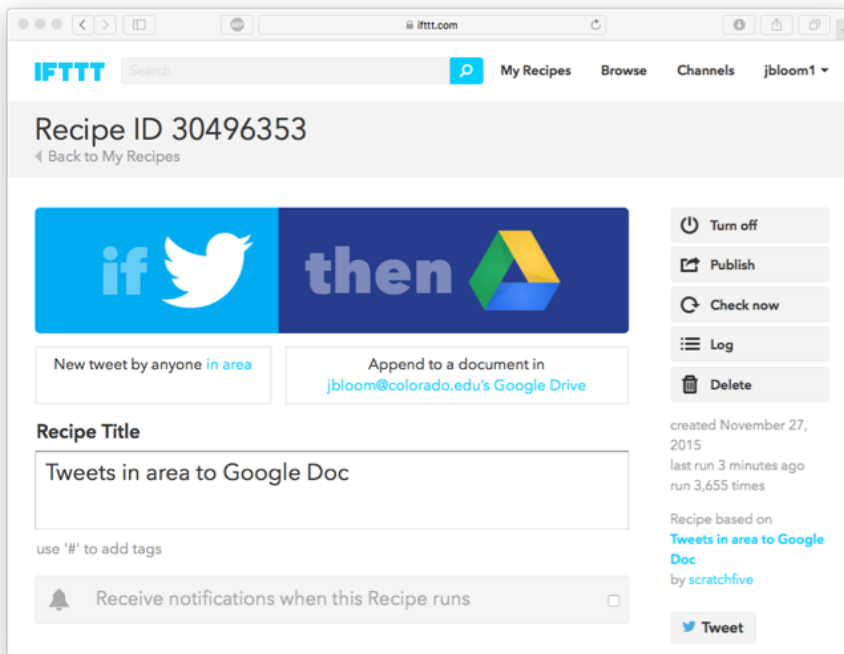 ifttt.com
IFTTT
Search
My Recipes
Browse
Channels
jbloom1
Recipe ID 30496353
Back to My Recipes
if
then
New tweet by anyone in area
Append to a document in
jbloom@colorado.edu's Google Drive
Recipe Title
Tweets in area to Google Doc
use '#' to add tags
Receive notifications when this Recipe runs
Turn off
Publish
Check now
Log
Delete
created November 27,
2015
last run 3 minutes ago
run 3,655 times
Recipe based on
Tweets in area to Google
Doc
by scratchfive
Tweet